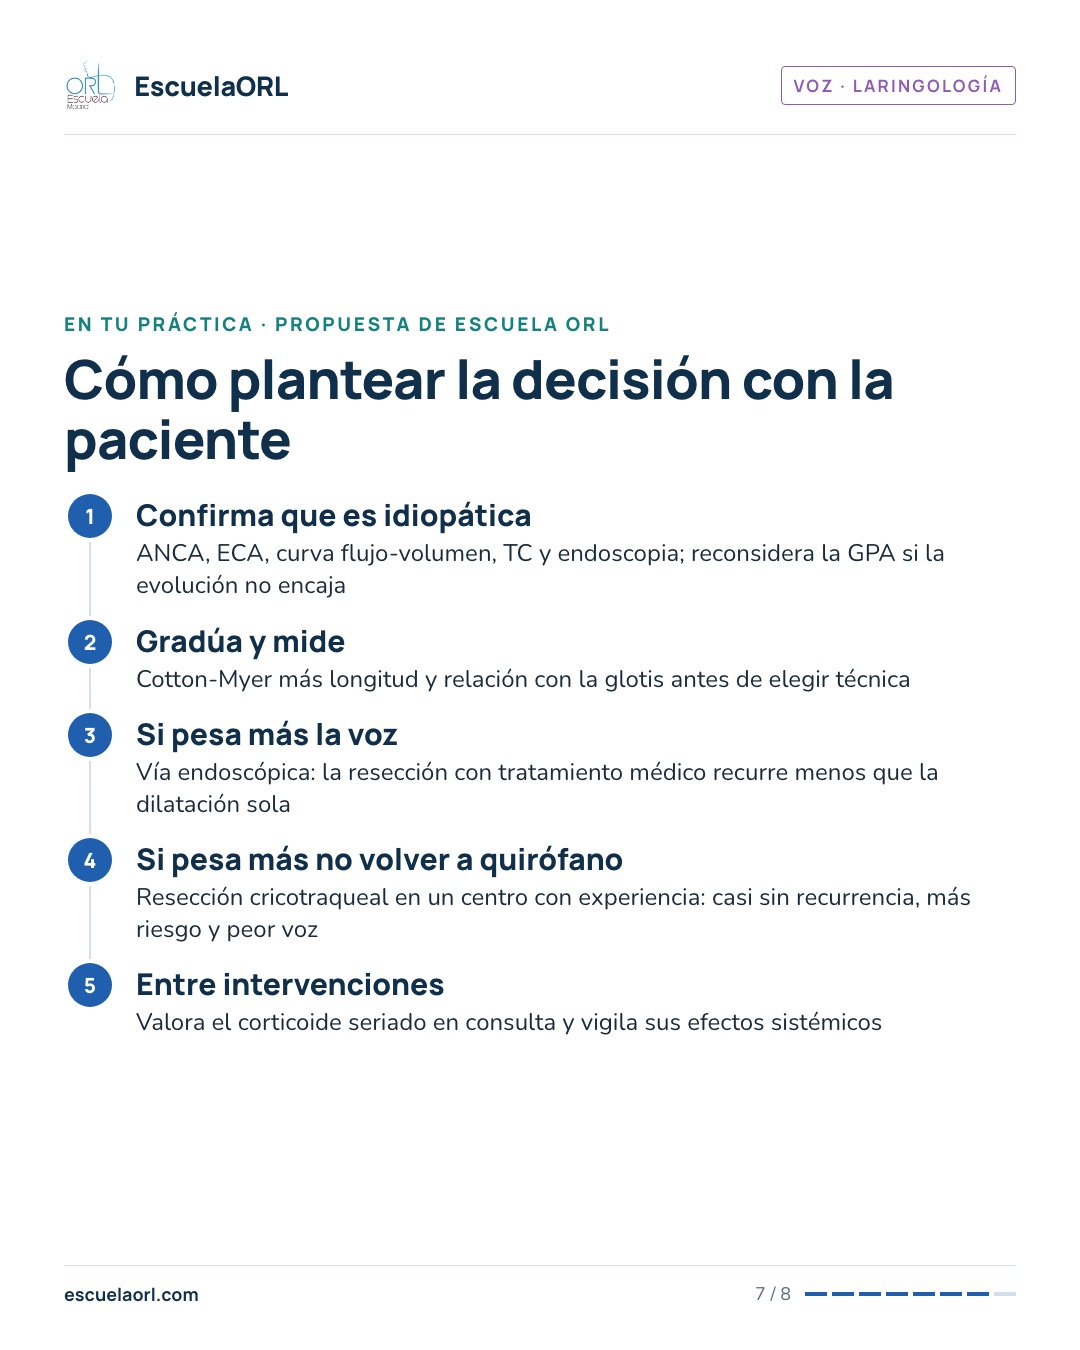 ORL
Escuela
Madrid
EscuelaORL
VOZ · LARINGOLOGÍA
EN TU PRÁCTICA · PROPUESTA DE ESCUELA ORL
Cómo plantear la decisión con la
paciente
1
Confirma que es idiopática
ANCA, ECA, curva flujo-volumen, TC y endoscopia; reconsidera la GPA si la
evolución no encaja
2
Gradúa y mide
Cotton-Myer más longitud y relación con la glotis antes de elegir técnica
3
Si pesa más la voz
Vía endoscópica: la resección con tratamiento médico recurre menos que la
dilatación sola
4
Si pesa más no volver a quirófano
Resección cricotraqueal en un centro con experiencia: casi sin recurrencia, más
riesgo y peor voz
5
Entre intervenciones
Valora el corticoide seriado en consulta y vigila sus efectos sistémicos
escuelaorl.com
7 / 8